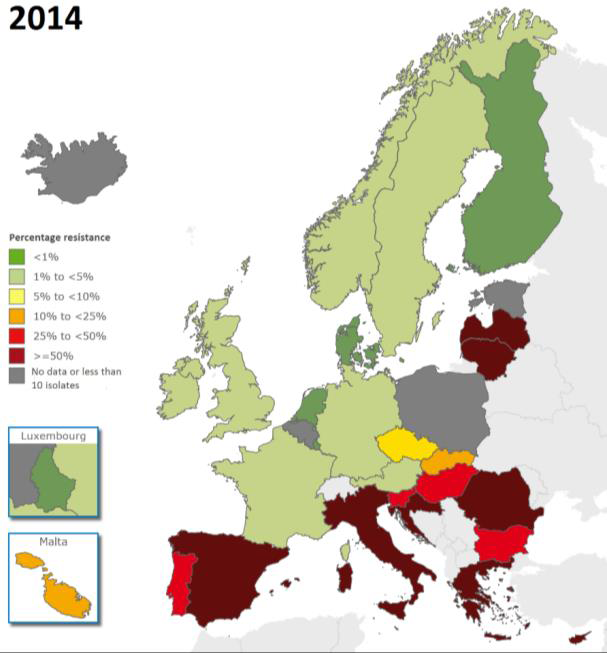 2014
Percentage resistance
<1%
1% to <5%
5% to <10%
10% to <25%
25% to <50%
>=50%
No data or less than
10 isolates
Luxembourg
Malta